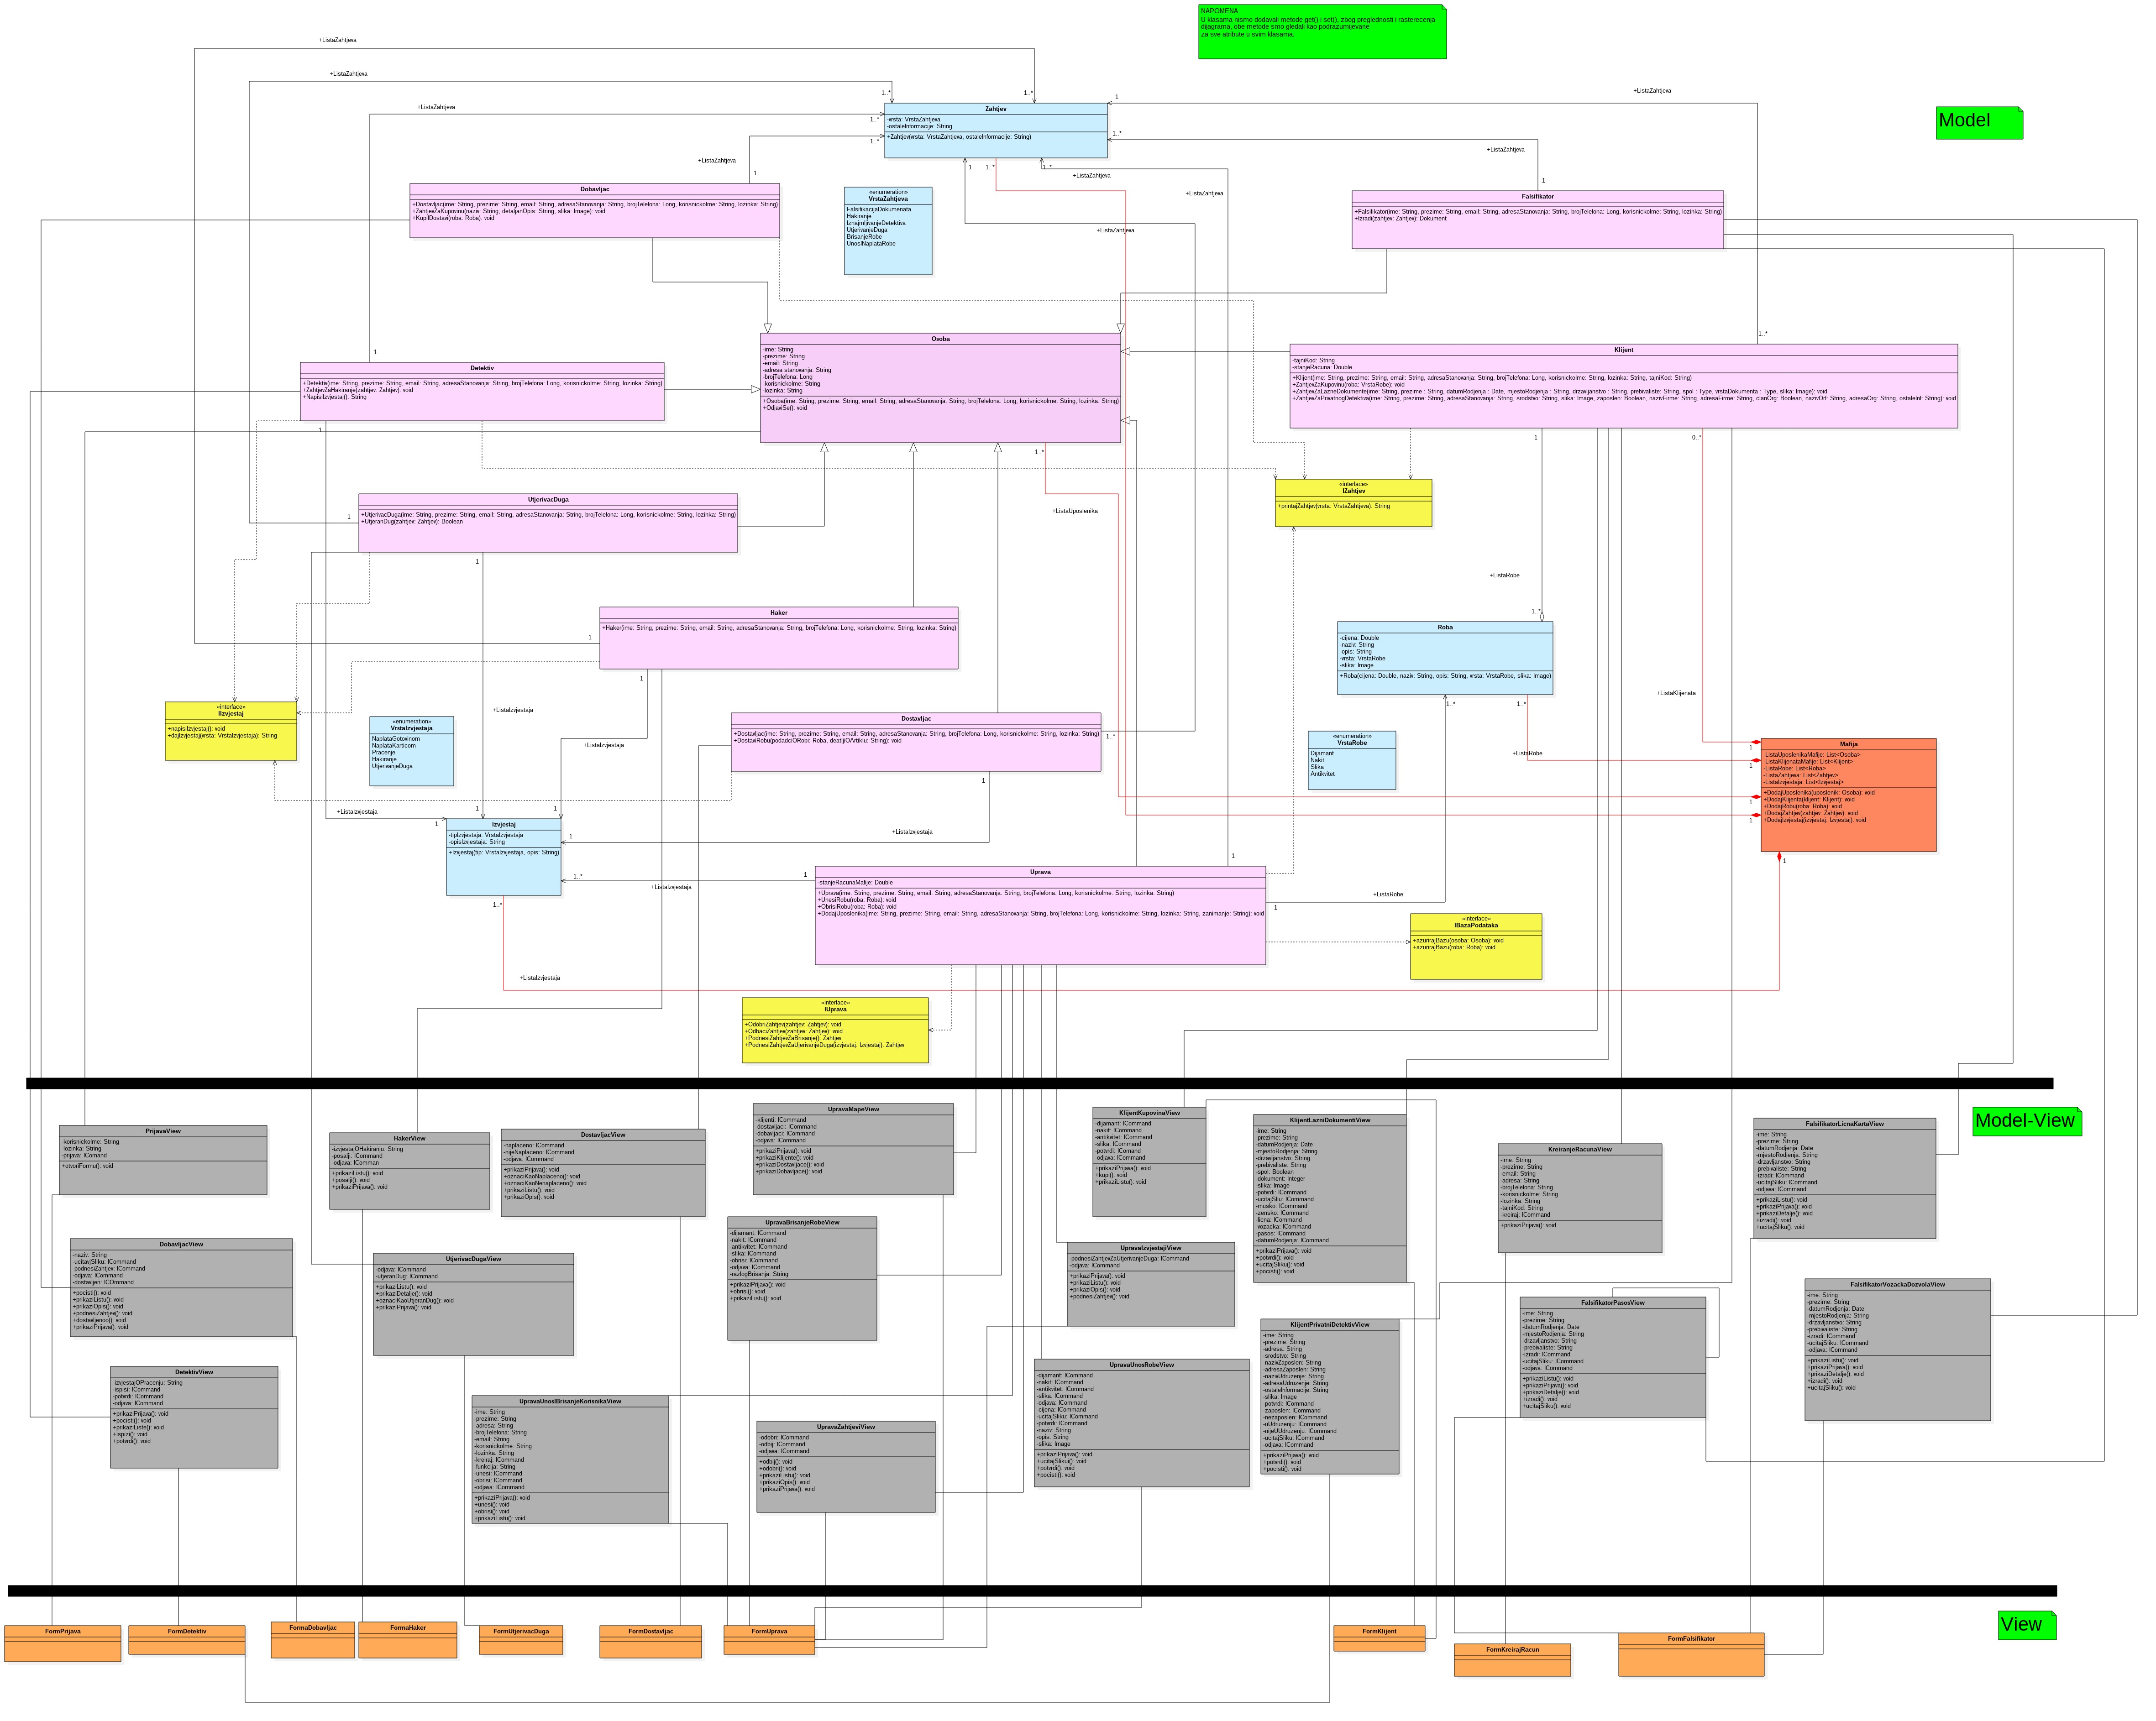 NAPOMENA
U klasama nismo dodavali metode get() i set(), zbog preglednosti i rasterecenja
dijagrama, obe metode smo gledali kao podrazumjevane
za sve atribute u svim klasama.
Model
+ListaZahtjeva
+ListaZahtjeva
+ListaZahtjeva
+ListaZahtjeva
+ListaZahtjeva
+ListaZahtjeva
+ListaZahtjeva
+ListaZahtjeva
+ListaZahtjeva
Zahtjev
-vrsta: VrstaZahtjeva
-ostaleInformacije: String
+Zahtjev(vrsta: VrstaZahtjeva, ostaleInformacije: String)
Dobavljac
+Dostavljac(ime: String, prezime: String, email: String, adresaStanovanja: String, brojTelefona: Long, korisnickoIme: String, lozinka: String)
+ZahtjevZaKupovinu(naziv: String, detaljanOpis: String, slika: Image): void
+KupilDostavi(roba: Roba): void
«enumeration»
VrstaZahtjeva
FalsifikacijaDokumenata
Hakiranje
IznajmljivanjeDetektiva
UtjerivanjeDuga
BrisanjeRobe
UnosINaplataRobe
Falsifikator
+Falsifikator(ime: String, prezime: String, email: String, adresaStanovanja: String, brojTelefona: Long, korisnickoIme: String, lozinka: String)
+Izradi(zahtjev: Zahtjev): Dokument
Osoba
-ime: String
-prezime: String
-email: String
-adresa stanovanja: String
-brojTelefona: Long
-korisnickoIme: String
-lozinka: String
+Osoba(ime: String, prezime: String, email: String, adresaStanovanja: String, brojTelefona: Long, korisnickoIme: String, lozinka: String)
+OdjaviSe(): void
Detektiv
+Detektiv(ime: String, prezime: String, email: String, adresaStanovanja: String, brojTelefona: Long, korisnickoIme: String, lozinka: String)
+ZahtjevZaHakiranje(zahtjev: Zahtjev): void
+NapisiIzvjestaj(): String
Klijent
-tajniKod: String
-stanjeRacuna: Double
+Klijent(ime: String, prezime: String, email: String, adresaStanovanja: String, brojTelefona: Long, korisnickoIme: String, lozinka: String, tajniKod: String)
+ZahtjevZaKupovinu(roba: VrstaRobe): void
+ZahtjevZaLazneDokumente(ime: String, prezime : String, datumRodjenja : Date, mjestoRodjenja : String, drzavljanstvo : String, prebivaliste: String, spol : Type, vrstaDokumenta : Type, slika: Image): void
+ZahtjevZaPrivatnogDetektiva(ime: String, prezime: String, adresaStanovanja: String, srodstvo: String, slika: Image, zaposlen: Boolean, nazivFirme: String, adresaFirme: String, clanOrg: Boolean, nazivOrf: String, adresaOrg: String, ostaleInf: String): void
UtjerivacDuga
+UtjerivacDuga(ime: String, prezime: String, email: String, adresaStanovanja: String, brojTelefona: Long, korisnickoIme: String, lozinka: String)
+UtjeranDug(zahtjev: Zahtjev): Boolean
«interface»
IZahtjev
+printajZahtjev(vrsta: VrstaZahtjeva): String
+ListaUposlenika
+ListaRobe
Haker
+Haker(ime: String, prezime: String, email: String, adresaStanovanja: String, brojTelefona: Long, korisnickoIme: String, lozinka: String)
Roba
-cijena: Double
-naziv: String
-opis: String
-vrsta: VrstaRobe
-slika: Image
+Roba(cijena: Double, naziv: String, opis: String, vrsta: VrstaRobe, slika: Image)
+ListaKlijenata
«interface»
IIzvjestaj
+napisiIzvjestaj(): void
+dajIzvjestaj(vrsta: VrstaIzvjestaja): String
«enumeration»
VrstaIzvjestaja
NaplataGotovinom
NaplataKarticom
Pracenje
Hakiranje
UtjerivanjeDuga
+ListaIzvjestaja
+ListaIzvjestaja
Dostavljac
+Dostavljac(ime: String, prezime: String, email: String, adresaStanovanja: String, brojTelefona: Long, korisnickoIme: String, lozinka: String)
+DostaviRobu(podadciORobi: Roba, deatljiOArtiklu: String): void
«enumeration»
VrstaRobe
Dijamant
Nakit
Slika
Antikvitet
+ListaRobe
Mafija
-ListaUposlenikaMafije: List<Osoba>
-ListaKlijenataMafije: List<Klijent>
-ListaRobe: List<Roba>
-ListaZahtjeva: List<Zahtjev>
-ListaIzvjestaja: List<Izvjestaj>
+DodajUposlenika(uposlenik: Osoba): void
+DodajKlijenta(klijent: Klijent): void
+DodajRobu(roba: Roba): void
+DodajZahtjev(zahtjev: Zahtjev): void
+DodajIzvjestaj(izvjestaj: Izvjestaj): void
+ListaIzvjestaja
Izvjestaj
-tipIzvjestaja: VrstaIzvjestaja
-opisIzvjestaja: String
+Izvjestaj(tip: VrstaIzvjestaja, opis: String)
+ListaIzvjestaja
+ListaIzvjestaja
Uprava
-stanjeRacunaMafije: Double
+Uprava(ime: String, prezime: String, email: String, adresaStanovanja: String, brojTelefona: Long, korisnickoIme: String, lozinka: String)
+UnesiRobu(roba: Roba): void
+ObrisiRobu(roba: Roba): void
+DodajUposlenika(ime: String, prezime: String, email: String, adresaStanovanja: String, brojTelefona: Long, korisnickoIme: String, lozinka: String, zanimanje: String): void
+ListaRobe
«interface»
IBazaPodataka
+azurirajBazu(osoba: Osoba): void
+azurirajBazu(roba: Roba): void
+ListaIzvjestaja
«interface»
IUprava
+OdobriZahtjev(zahtjev: Zahtjev): void
+OdbaciZahtjev(zahtjev: Zahtjev): void
+PodnesiZahtjevZaBrisanje(): Zahtjev
+PodnesiZahtjevZaUjerivanjeDuga(izvjestaj: Izvjestaj): Zahtjev
Model-View
PrijavaView
-korisnickoIme: String
-lozinka: String
-prijava: IComand
+otvoriFormu(): void
HakerView
-izvjestajOHakiranju: String
-posalji: ICommand
-odjava: IComman
+prikaziListu(): void
+posalji(): void
+prikaziPrijava(): void
DostavljacView
-naplaceno: ICommand
-nijeNaplaceno: ICommand
-odjava: ICommand
+prikaziPrijava(): void
+oznaciKaoNaplaceno(): void
+oznaciKaoNenaplaceno(): void
+prikaziListu(): void
+prikaziOpis(): void
UpravaMapeView
-klijenti: ICommand
-dostavljaci: ICommand
-dobavljaci: ICommand
-odjava: ICommand
+prikaziPrijava(): void
+prikaziKlijente(): void
+prikaziDostavljace(): void
+prikaziDobavljace(): void
KlijentKupovinaView
-dijamant: ICommand
-nakit: ICommand
-antikvitet: ICommand
-slika: ICommand
-potvrdi: ICommand
-odjava: ICommand
+prikaziPrijava(): void
+kupi(): void
+prikaziListu(): void
KlijentLazniDokumentiView
-ime: String
-prezime: String
-datumRodjenja: Date
-mjestoRodjenja: String
-drzavljanstvo: String
-prebivaliste: String
-spol: Boolean
-dokument: Integer
-slika: Image
-potvrdi: ICommand
-ucitajSliu: ICommand
-musko: ICommand
-zensko: ICommand
-licna: ICommand
-vozacka: ICommand
-pasos: ICommand
-datumRodjenja: ICommand
+prikaziPrijava(): void
+potvrdi(): void
+ucitajSliku(): void
+pocisti(): void
KreiranjeRacunaView
-ime: String
-prezime: String
-email: String
-adresa: String
-brojTelefona: String
-korisnickoIme: String
-lozinka: String
-tajniKod: String
-kreiraj: ICommand
+prikaziPrijava(): void
FalsifikatorLicnaKartaView
-ime: String
-prezime: String
-datumRodjenja: Date
-mjestoRodjenja: String
-drzavljanstvo: String
-prebivaliste: String
-izradi: ICommand
-ucitajSliku: ICommand
-odjava: ICommand
+prikaziListu(): void
+prikaziPrijava(): void
+prikaziDetalje(): void
+izradi(): void
+ucitajSliku(): void
DobavljacView
-naziv: String
-ucitavjSliku: ICommand
-podnesiZahtjev: ICommand
-odjava: ICommand
-dostavljen: ICOmmand
+pocisti(): void
+prikaziListu(): void
+prikaziOpis(): void
+podnesiZahtjev(): void
+dostavljenoo(): void
+prikaziPrijava(): void
UtjerivacDugaView
-odjava: ICommand
-utjeranDug: ICommand
+prikaziListu(): void
+prikaziDetalje(): void
+oznaciKaoUtjeranDug(): void
+prikaziPrijava(): void
UpravaBrisanjeRobeView
-dijamant: ICommand
-nakit: ICommand
-antikvitet: ICommand
-slika: ICommand
-obrisi: ICommand
-odjava: ICommand
-razlogBrisanja: String
+prikaziPrijava(): void
+obrisi(): void
+prikaziListu(): void
UpravaIzvjestajiView
-podnesiZahtjevZaUtjerivanjeDuga: ICommand
-odjava: ICommand
+prikaziPrijava(): void
+prikaziListu(): void
+prikaziOpis(): void
+podnesiZahtjev(): void
FalsifikatorPasosView
-ime: String
-prezime: String
-datumRodjenja: Date
-mjestoRodjenja: String
-drzavljanstvo: String
-prebivaliste: String
-izradi: ICommand
-ucitajSliku: ICommand
-odjava: ICommand
+prikaziListu(): void
+prikaziPrijava(): void
+prikaziDetalje(): void
+izradi(): void
+ucitajSliku(): void
FalsifikatorVozackaDozvolaView
-ime: String
-prezime: String
-datumRodjenja: Date
-mjestoRodjenja: String
-drzavljanstvo: String
-prebivaliste: String
-izradi: ICommand
-ucitajSliku: ICommand
-odjava: ICommand
+prikaziListu(): void
+prikaziPrijava(): void
+prikaziDetalje(): void
+izradi(): void
+ucitajSliku(): void
KlijentPrivatniDetektivView
-ime: String
-prezime: String
-adresa: String
-srodstvo: String
-nazivZaposlen: String
-adresaZaposlen: String
-nazivUdruzenje: String
-adresaUdruzenje: String
-ostaleInformacije: String
-slika: Image
-potvrdi: ICommand
-zaposlen: ICommand
-nezaposlen: ICommand
-uUdruzenju: ICommand
-nijeUUdruzenju: ICommand
-ucitajSliku: ICommand
-odjava: ICommand
+prikaziPrijava(): void
+potvrdi(): void
+pocisti(): void
DetektivView
-izvjestajOPracenju: String
-ispisi: ICommand
-potvrdi: ICommand
-odjava: ICommand
+prikaziPrijava(): void
+pocisti(): void
+prikaziListe(): void
+ispizi(): void
+potvrdi(): void
UpravaUnosIBrisanjeKorisnikaView
-ime: String
-prezime: String
-adresa: String
-brojTelefona: String
-email: String
-korisnickoIme: String
-lozinka: String
-kreiraj: ICommand
-funkcija: String
-unesi: ICommand
-obrisi: ICommand
-odjava: ICommand
+prikaziPrijava(): void
+unesi(): void
+obrisi(): void
+prikaziListu(): void
UpravaZahtjeviView
-odobri: ICommand
-odbij: ICommand
-odjava: ICommand
+odbij(): void
+odobri(): void
+prikaziListu(): void
+prikaziOpis(): void
+prikaziPrijava(): void
UpravaUnosRobeView
-dijamant: ICommand
-nakit: ICommand
-antikvitet: ICommand
-slika: ICommand
-odjava: ICommand
-cijena: ICommand
-ucitajSliku: ICommand
-potvrdi: ICommand
-naziv: String
-opis: String
-slika: Image
+prikaziPrijava(): void
+ucitajSlikui(): void
+potvrdi(): void
+pocisti(): void
View
FormPrijava
FormDetektiv
FormaDobavljac
FormaHaker
FormUtjerivacDuga
FormDostavljac
FormUprava
FormKlijent
FormKreirajRacun
FormFalsifikator